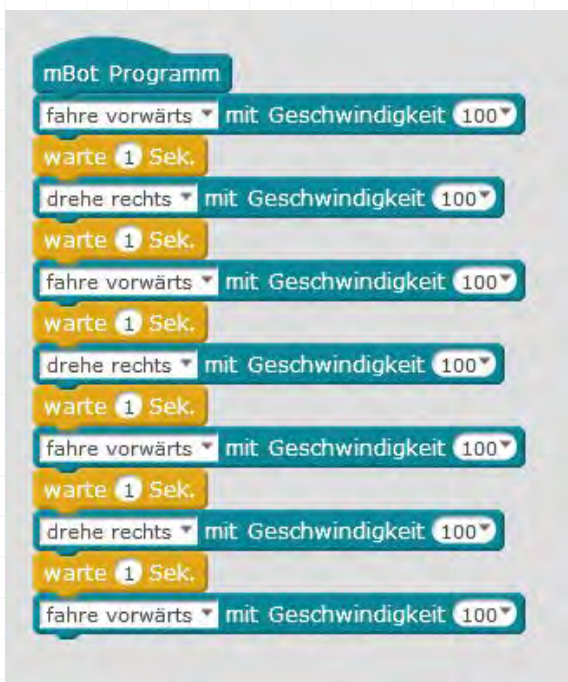 mBot Programm
fahre vorwärts mit Geschwindigkeit 100
warte 1 Sek.
drehe rechts mit Geschwindigkeit 100
warte 1 Sek.
fahre vorwärts mit Geschwindigkeit 100
warte 1 Sek.
drehe rechts mit Geschwindigkeit 100
warte 1 Sek.
fahre vorwärts mit Geschwindigkeit 100
warte 1 Sek.
drehe rechts mit Geschwindigkeit 100
warte 1 Sek.
fahre vorwärts mit Geschwindigkeit 100